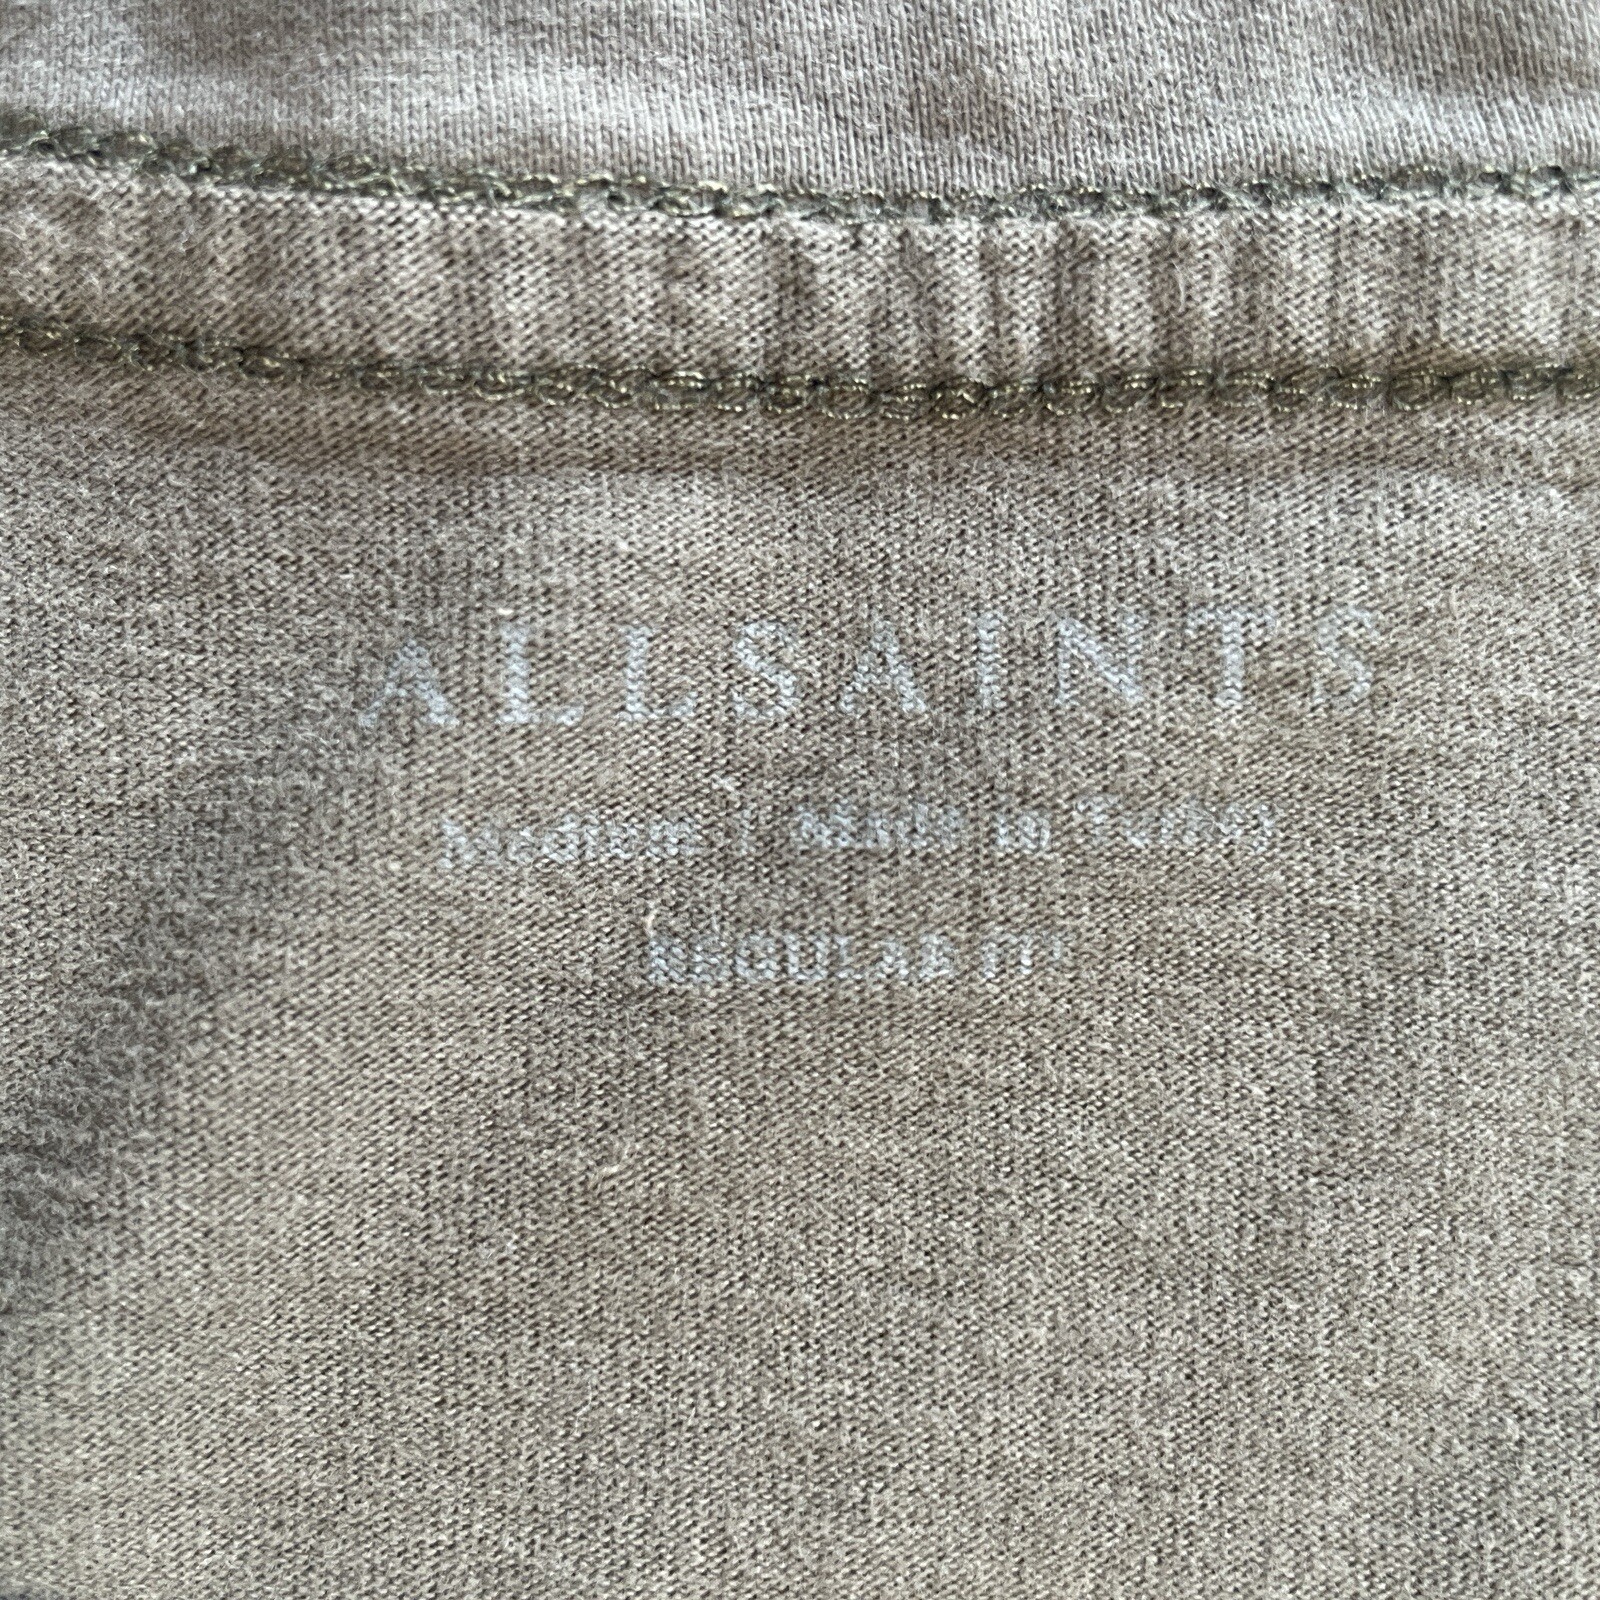 ALLSAINTS
Medium | Made in Turkey
REGULAR FIT